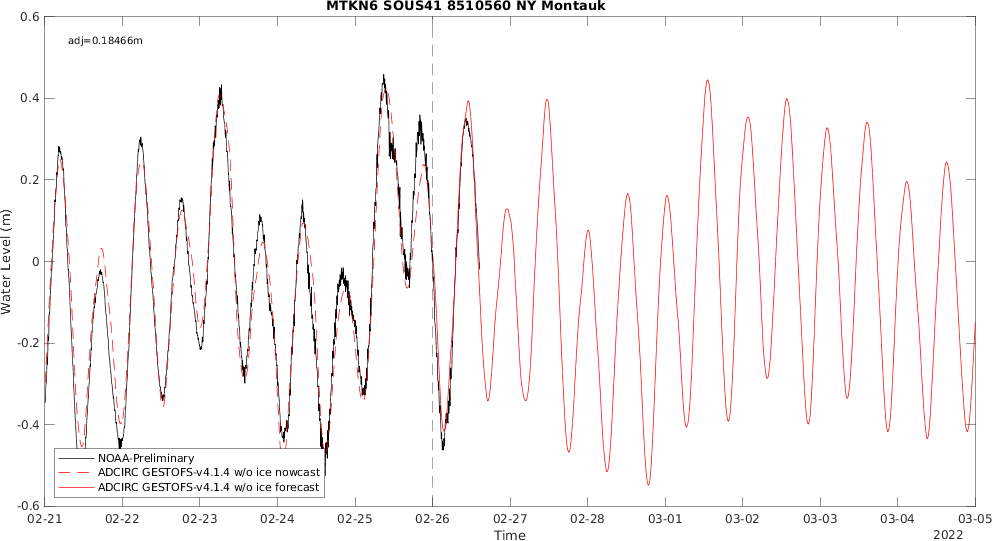 MTKN6 SOUS41 8510560 NY Montauk
adj=0.18466m
0.6
0.4
0.2
0
-0.2
-0.4
-0.6
Water Level (m)
NOAA-Preliminary
ADCIRC GESTOFS-v4.1.4 w/o ice nowcast
ADCIRC GESTOFS-v4.1.4 w/o ice forecast
02-21 02-22 02-23 02-24 02-25 02-26 02-27 02-28 03-01 03-02 03-03 03-04 03-05
Time
2022